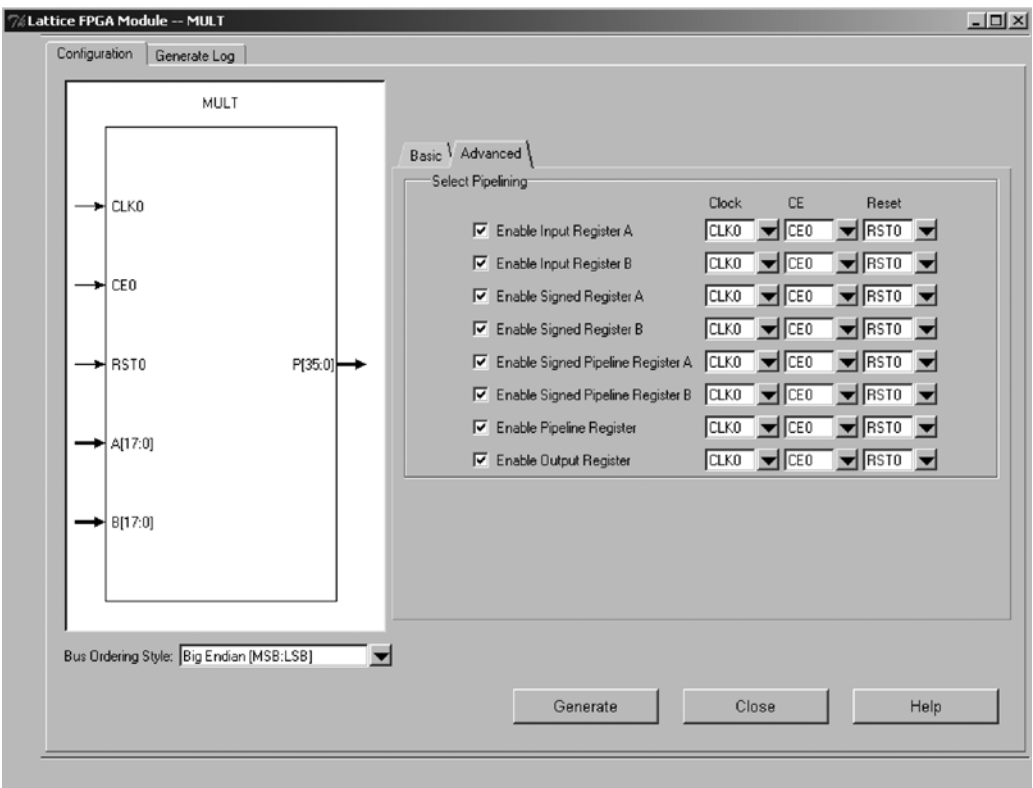 Lattice FPGA Module -- MULT
Configuration Generate Log
MULT
CLK0
CE0
RST0 P[35:0]
A[17:0]
B[17:0]
Bus Ordering Style: Big Endian [MSB:LSB]
Basic Advanced
Select Pipelining
Clock CE Reset
Enable Input Register A CLK0 CE0 RST0
Enable Input Register B CLK0 CE0 RST0
Enable Signed Register A CLK0 CE0 RST0
Enable Signed Register B CLK0 CE0 RST0
Enable Signed Pipeline Register A CLK0 CE0 RST0
Enable Signed Pipeline Register B CLK0 CE0 RST0
Enable Pipeline Register CLK0 CE0 RST0
Enable Output Register CLK0 CE0 RST0
Generate Close Help